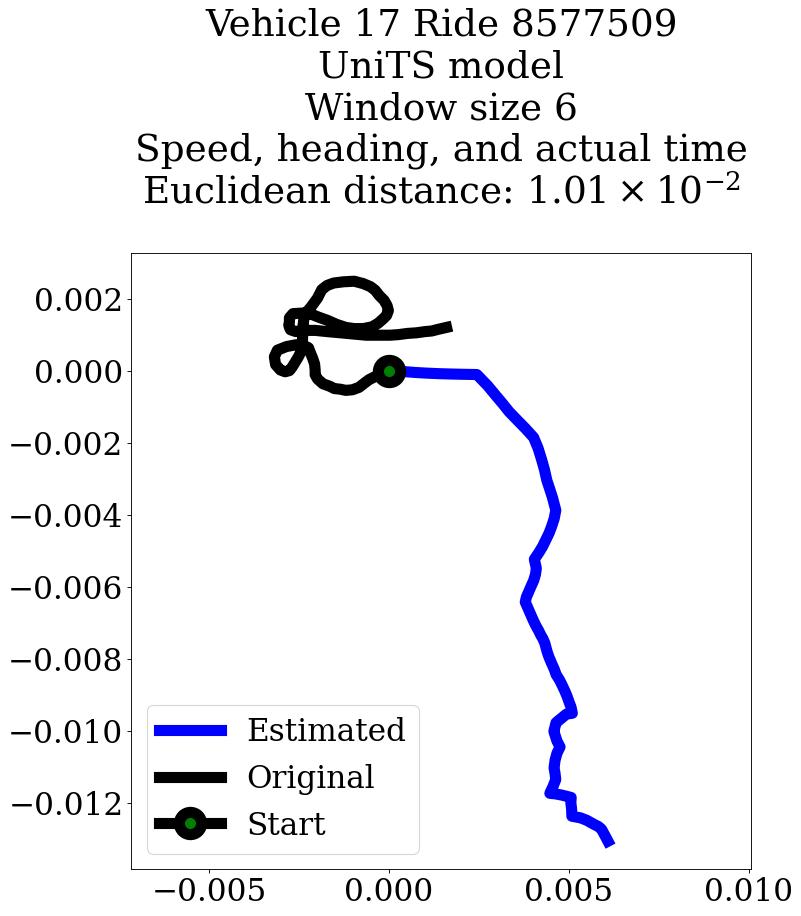 Vehicle 17 Ride 8577509
UniTS model
Window size 6
Speed, heading, and actual time
Euclidean distance: 1.01 × 10⁻²
0.002
0.000
−0.002
−0.004
−0.006
−0.008
−0.010
−0.012
Estimated
Original
Start
−0.005 0.000 0.005 0.010